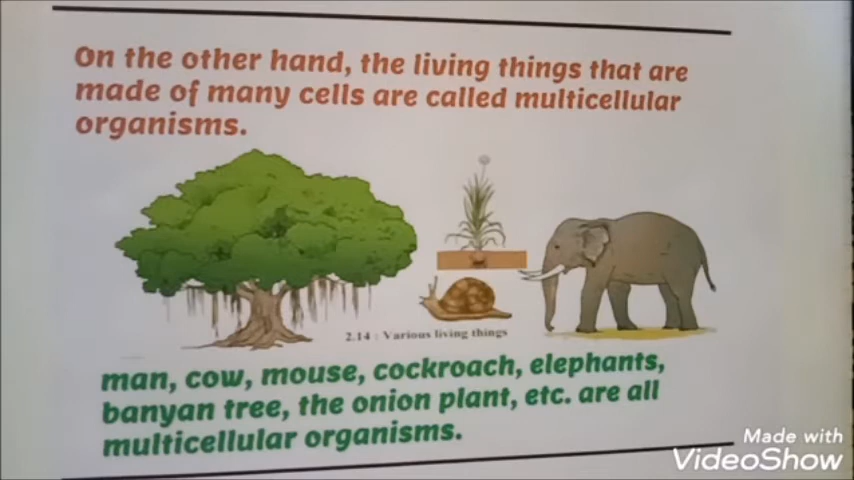 On the other hand, the living things that are
made of many cells are called multicellular
organisms.
2.14 : Various living things
man, cow, mouse, cockroach, elephants,
banyan tree, the onion plant, etc. are all
multicellular organisms.
Made with
VideoShow